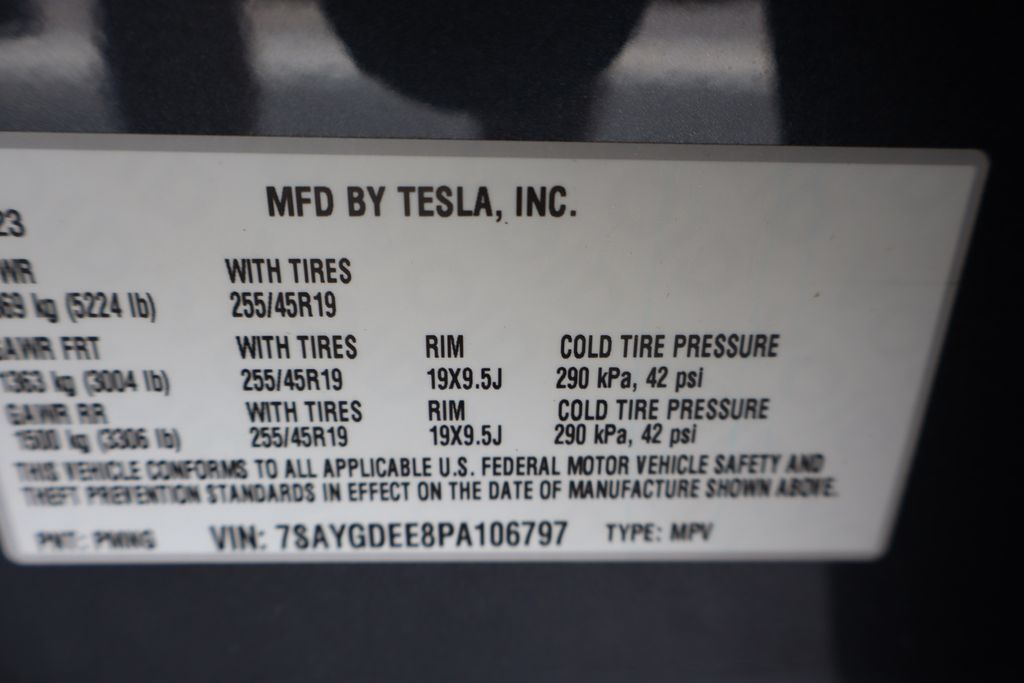 MFD BY TESLA, INC.
23
WR WITH TIRES
69 kg (5224 lb) 255/45R19
GAWR FRT WITH TIRES RIM COLD TIRE PRESSURE
1363 kg (3004 lb) 255/45R19 19X9.5J 290 kPa, 42 psi
GAWR RR WITH TIRES RIM COLD TIRE PRESSURE
1500 kg (3306 lb) 255/45R19 19X9.5J 290 kPa, 42 psi
THIS VEHICLE CONFORMS TO ALL APPLICABLE U.S. FEDERAL MOTOR VEHICLE SAFETY AND
THEFT PREVENTION STANDARDS IN EFFECT ON THE DATE OF MANUFACTURE SHOWN ABOVE.
PNT: PMNG VIN: 7SAYGDEE8PA106797 TYPE: MPV